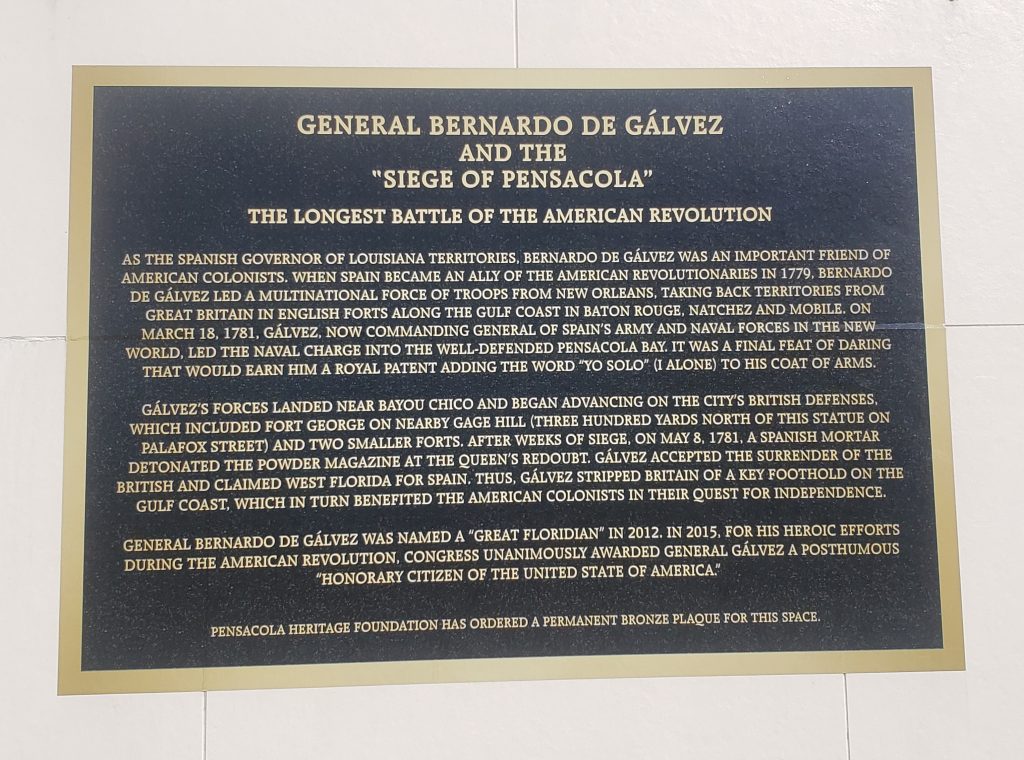 GENERAL BERNARDO DE GÁLVEZ
AND THE
"SIEGE OF PENSACOLA"
THE LONGEST BATTLE OF THE AMERICAN REVOLUTION
AS THE SPANISH GOVERNOR OF LOUISIANA TERRITORIES, BERNARDO DE GÁLVEZ WAS AN IMPORTANT FRIEND OF
AMERICAN COLONISTS. WHEN SPAIN BECAME AN ALLY OF THE AMERICAN REVOLUTIONARIES IN 1779, BERNARDO
DE GÁLVEZ LED A MULTINATIONAL FORCE OF TROOPS FROM NEW ORLEANS, TAKING BACK TERRITORIES FROM
GREAT BRITAIN IN ENGLISH FORTS ALONG THE GULF COAST IN BATON ROUGE, NATCHEZ AND MOBILE. ON
MARCH 18, 1781, GÁLVEZ, NOW COMMANDING GENERAL OF SPAIN'S ARMY AND NAVAL FORCES IN THE NEW
WORLD, LED THE NAVAL CHARGE INTO THE WELL-DEFENDED PENSACOLA BAY. IT WAS A FINAL FEAT OF DARING
THAT WOULD EARN HIM A ROYAL PATENT ADDING THE WORD "YO SOLO" (I ALONE) TO HIS COAT OF ARMS.
GÁLVEZ'S FORCES LANDED NEAR BAYOU CHICO AND BEGAN ADVANCING ON THE CITY'S BRITISH DEFENSES,
WHICH INCLUDED FORT GEORGE ON NEARBY GAGE HILL (THREE HUNDRED YARDS NORTH OF THIS STATUE ON
PALAFOX STREET) AND TWO SMALLER FORTS. AFTER WEEKS OF SIEGE, ON MAY 8, 1781, A SPANISH MORTAR
DETONATED THE POWDER MAGAZINE AT THE QUEEN'S REDOUBT. GÁLVEZ ACCEPTED THE SURRENDER OF THE
BRITISH AND CLAIMED WEST FLORIDA FOR SPAIN. THUS, GÁLVEZ STRIPPED BRITAIN OF A KEY FOOTHOLD ON THE
GULF COAST, WHICH IN TURN BENEFITED THE AMERICAN COLONISTS IN THEIR QUEST FOR INDEPENDENCE.
GENERAL BERNARDO DE GÁLVEZ WAS NAMED A "GREAT FLORIDIAN" IN 2012. IN 2015, FOR HIS HEROIC EFFORTS
DURING THE AMERICAN REVOLUTION, CONGRESS UNANIMOUSLY AWARDED GENERAL GÁLVEZ A POSTHUMOUS
"HONORARY CITIZEN OF THE UNITED STATE OF AMERICA."
PENSACOLA HERITAGE FOUNDATION HAS ORDERED A PERMANENT BRONZE PLAQUE FOR THIS SPACE.